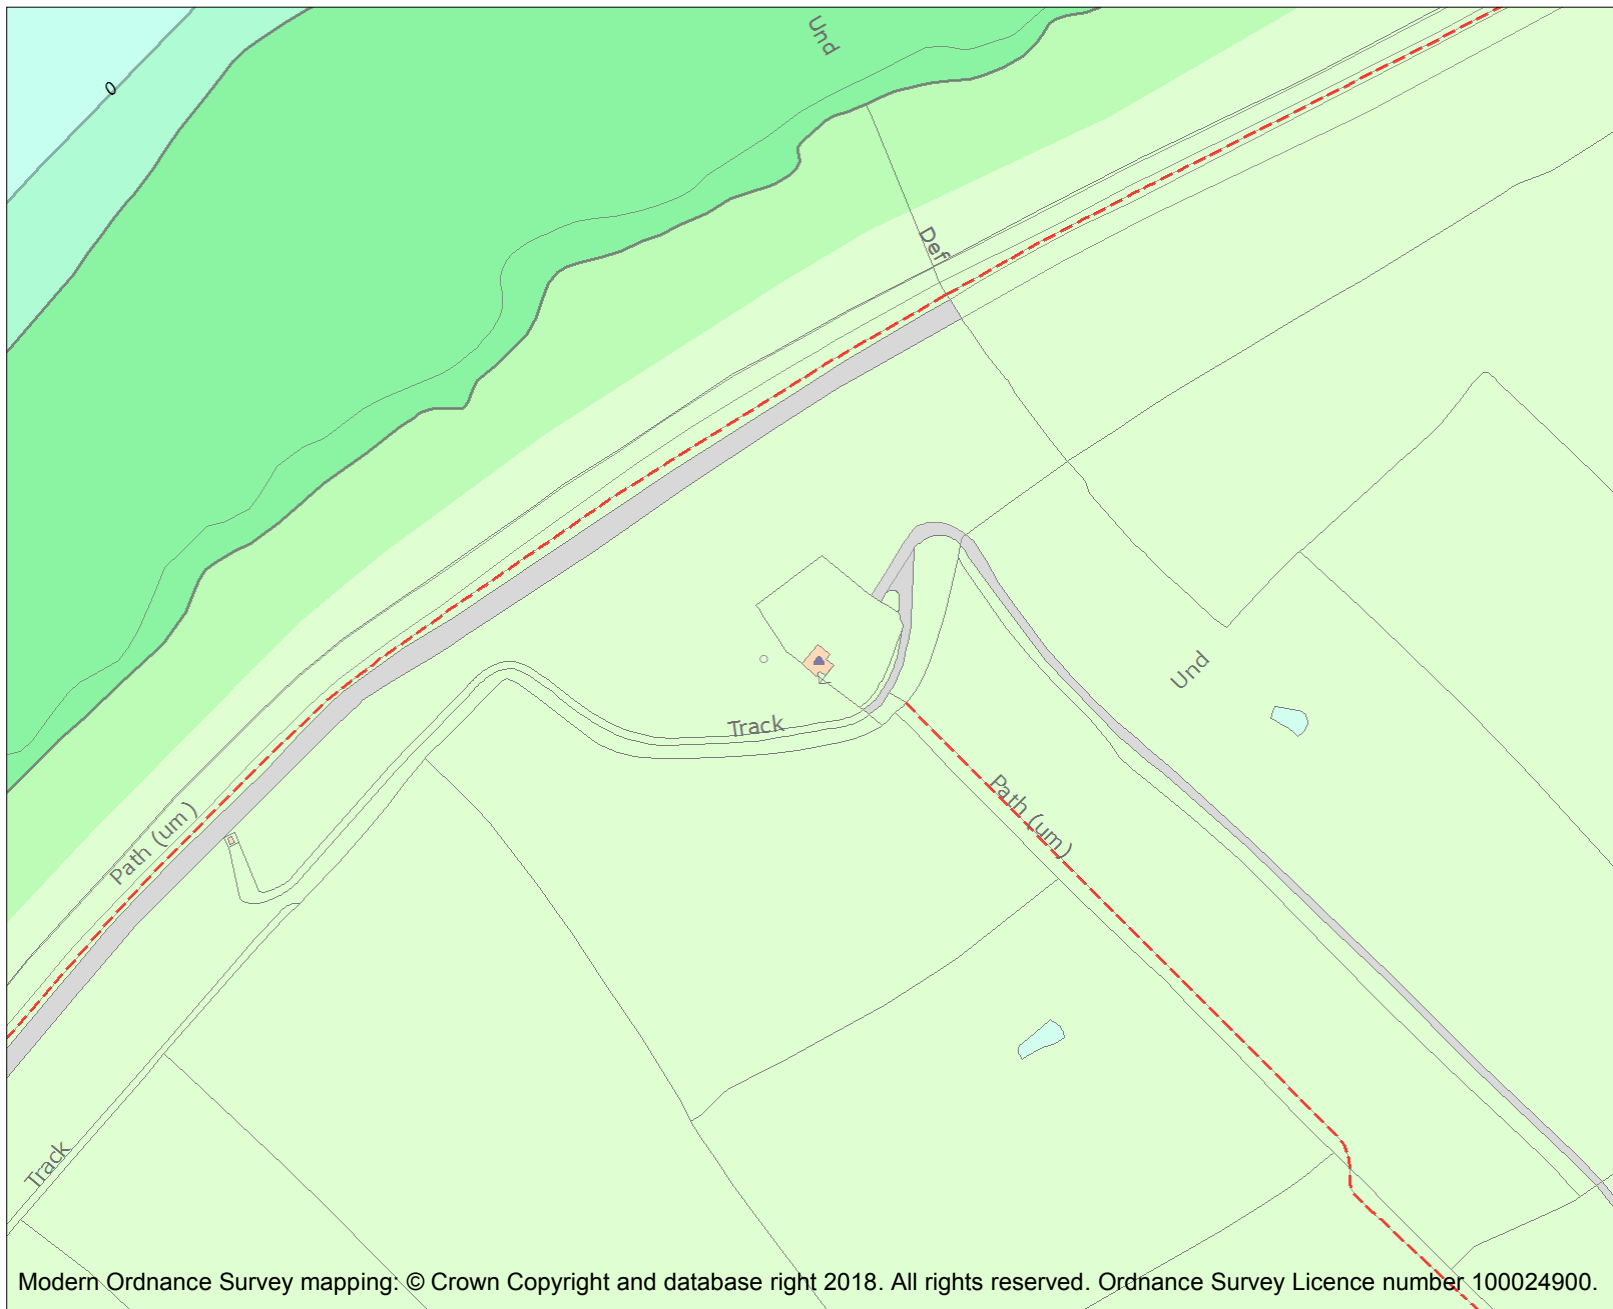 Und
0
Def
Und
Track
Path (um)
Path (um)
Track
Modern Ordnance Survey mapping: © Crown Copyright and database right 2018. All rights reserved. Ordnance Survey Licence number 100024900.